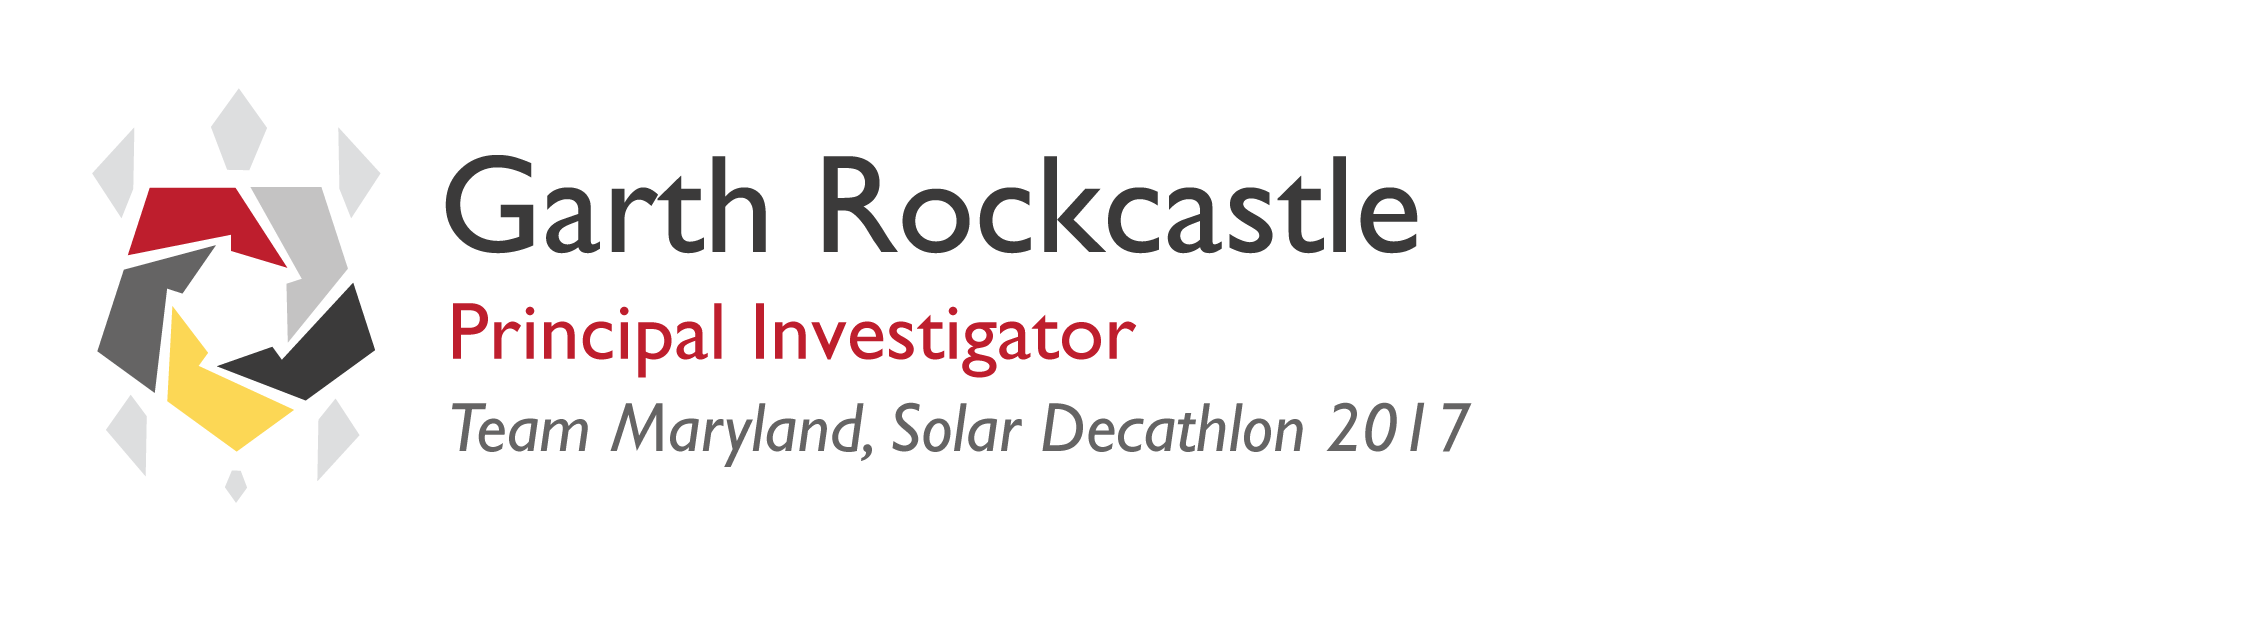 Garth Rockcastle
Principal Investigator
Team Maryland, Solar Decathlon 2017